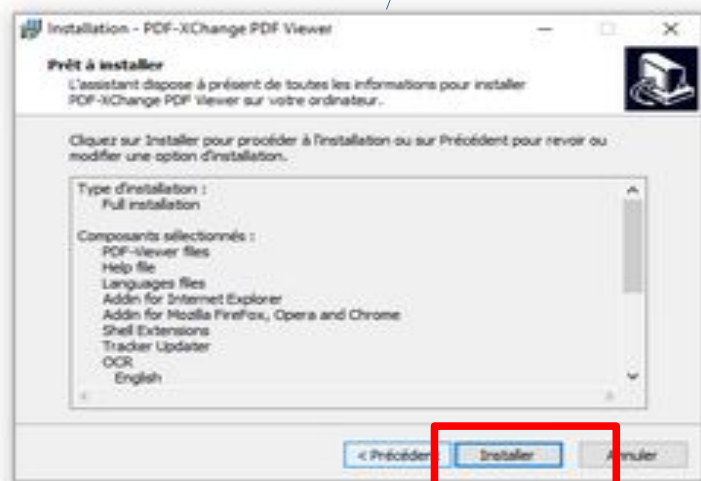 Installation - PDF-XChange PDF Viewer
Prêt à installer
L'assistant dispose à présent de toutes les informations pour installer
PDF-XChange PDF Viewer sur votre ordinateur.
Cliquez sur Installer pour procéder à l'installation ou sur Précédent pour revoir ou
modifier une option d'installation.
Type d'installation :
Full installation
Composants sélectionnés :
PDF-Viewer files
Help file
Languages files
Addin for Internet Explorer
Addin for Mozilla FireFox, Opera and Chrome
Shell Extensions
Tracker Updater
OCR
English
< Précédent Installer Annuler